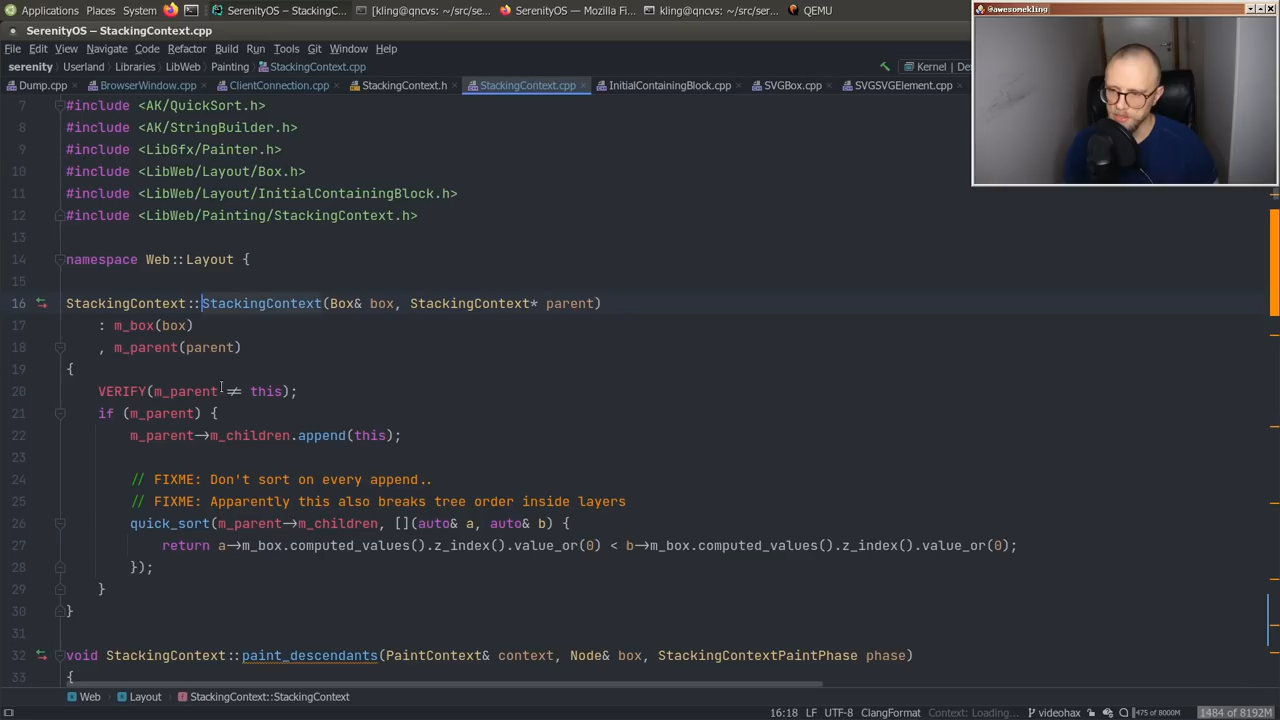 Applications Places System SerenityOS – StackingC... [kling@qncvs: ~/src/se... SerenityOS — Mozilla Fi... kling@qncvs: ~/src/ser... QEMU
@awesomekling
SerenityOS – StackingContext.cpp
File Edit View Navigate Code Refactor Build Run Tools Git Window Help
serenity Userland Libraries LibWeb Painting StackingContext.cpp
Kernel | De
Dump.cpp BrowserWindow.cpp ClientConnection.cpp StackingContext.h StackingContext.cpp InitialContainingBlock.cpp SVGBox.cpp SVGSVGElement.cpp
7 #include <AK/QuickSort.h>
8 #include <AK/StringBuilder.h>
9 #include <LibGfx/Painter.h>
10 #include <LibWeb/Layout/Box.h>
11 #include <LibWeb/Layout/InitialContainingBlock.h>
12 #include <LibWeb/Painting/StackingContext.h>
13
14 namespace Web::Layout {
15
16 StackingContext::StackingContext(Box& box, StackingContext* parent)
17 : m_box(box)
18 , m_parent(parent)
19 {
20 VERIFY(m_parent ≠ this);
21 if (m_parent) {
22 m_parent→m_children.append(this);
23
24 // FIXME: Don't sort on every append..
25 // FIXME: Apparently this also breaks tree order inside layers
26 quick_sort(m_parent→m_children, [](auto& a, auto& b) {
27 return a→m_box.computed_values().z_index().value_or(0) < b→m_box.computed_values().z_index().value_or(0);
28 });
29 }
30 }
31
32 void StackingContext::paint_descendants(PaintContext& context, Node& box, StackingContextPaintPhase phase)
33 {
Web Layout StackingContext::StackingContext
16:18 LF UTF-8 ClangFormat Context: Loading... videohax 475 of 8000M 1484 of 8192M